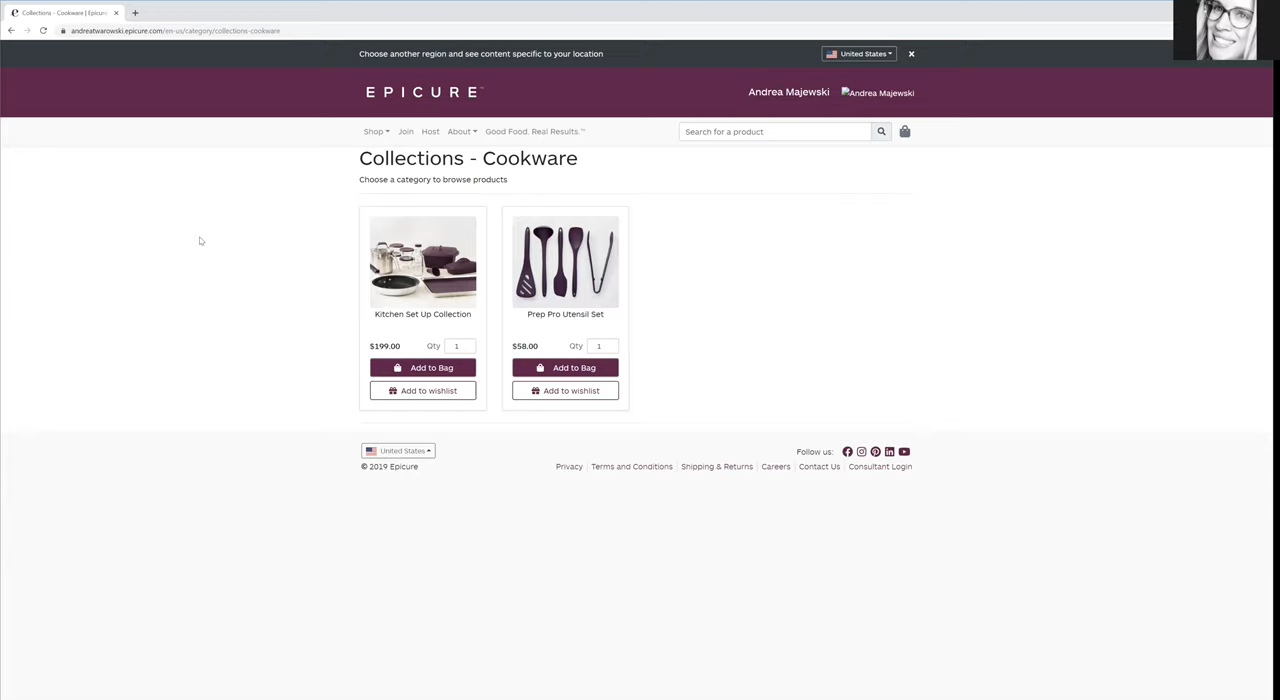 Collections - Cookware | Epicure
andreatwarowski.epicure.com/en-us/category/collections-cookware
Choose another region and see content specific to your location
United States
EPICURE™
Andrea Majewski
Andrea Majewski
Shop
Join
Host
About
Good Food. Real Results.™
Search for a product
Collections - Cookware
Choose a category to browse products
Kitchen Set Up Collection
$199.00
Qty
1
Add to Bag
Add to wishlist
Prep Pro Utensil Set
$58.00
Qty
1
Add to Bag
Add to wishlist
United States
© 2019 Epicure
Follow us:
Privacy
Terms and Conditions
Shipping & Returns
Careers
Contact Us
Consultant Login